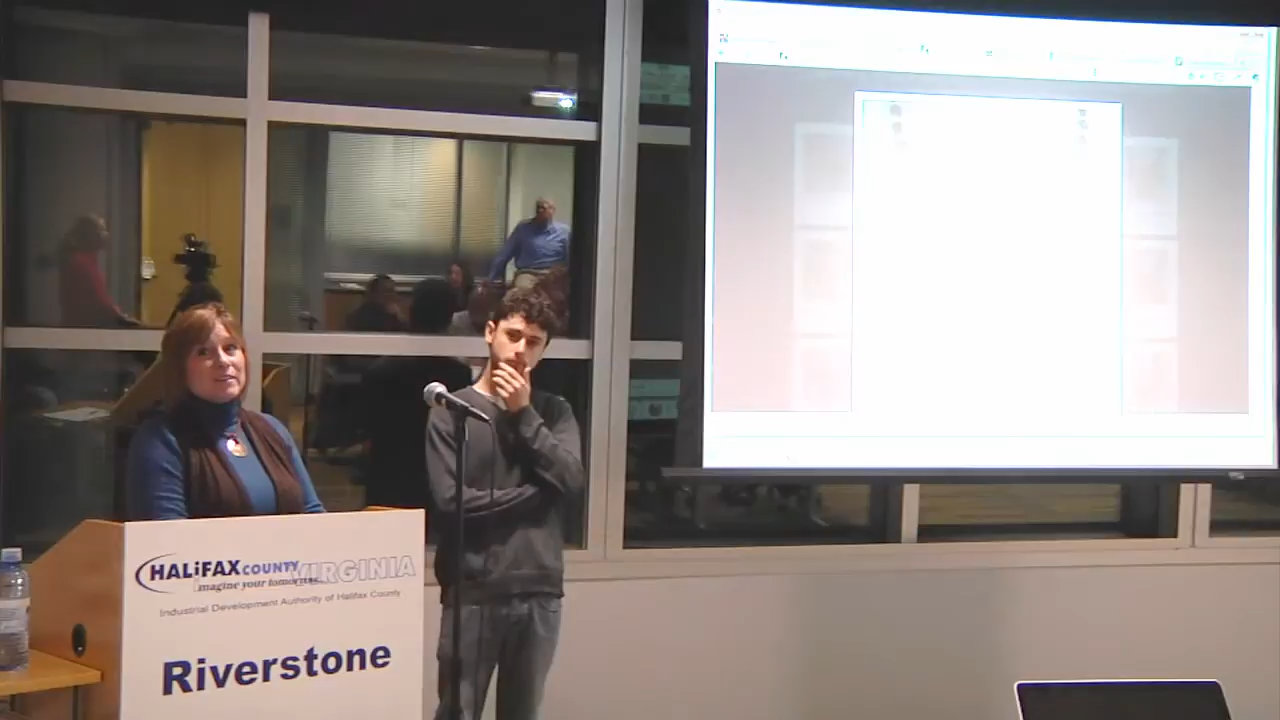 HALiFAX COUNTY VIRGINIA
imagine your tomorrow...
Industrial Development Authority of Halifax County
Riverstone